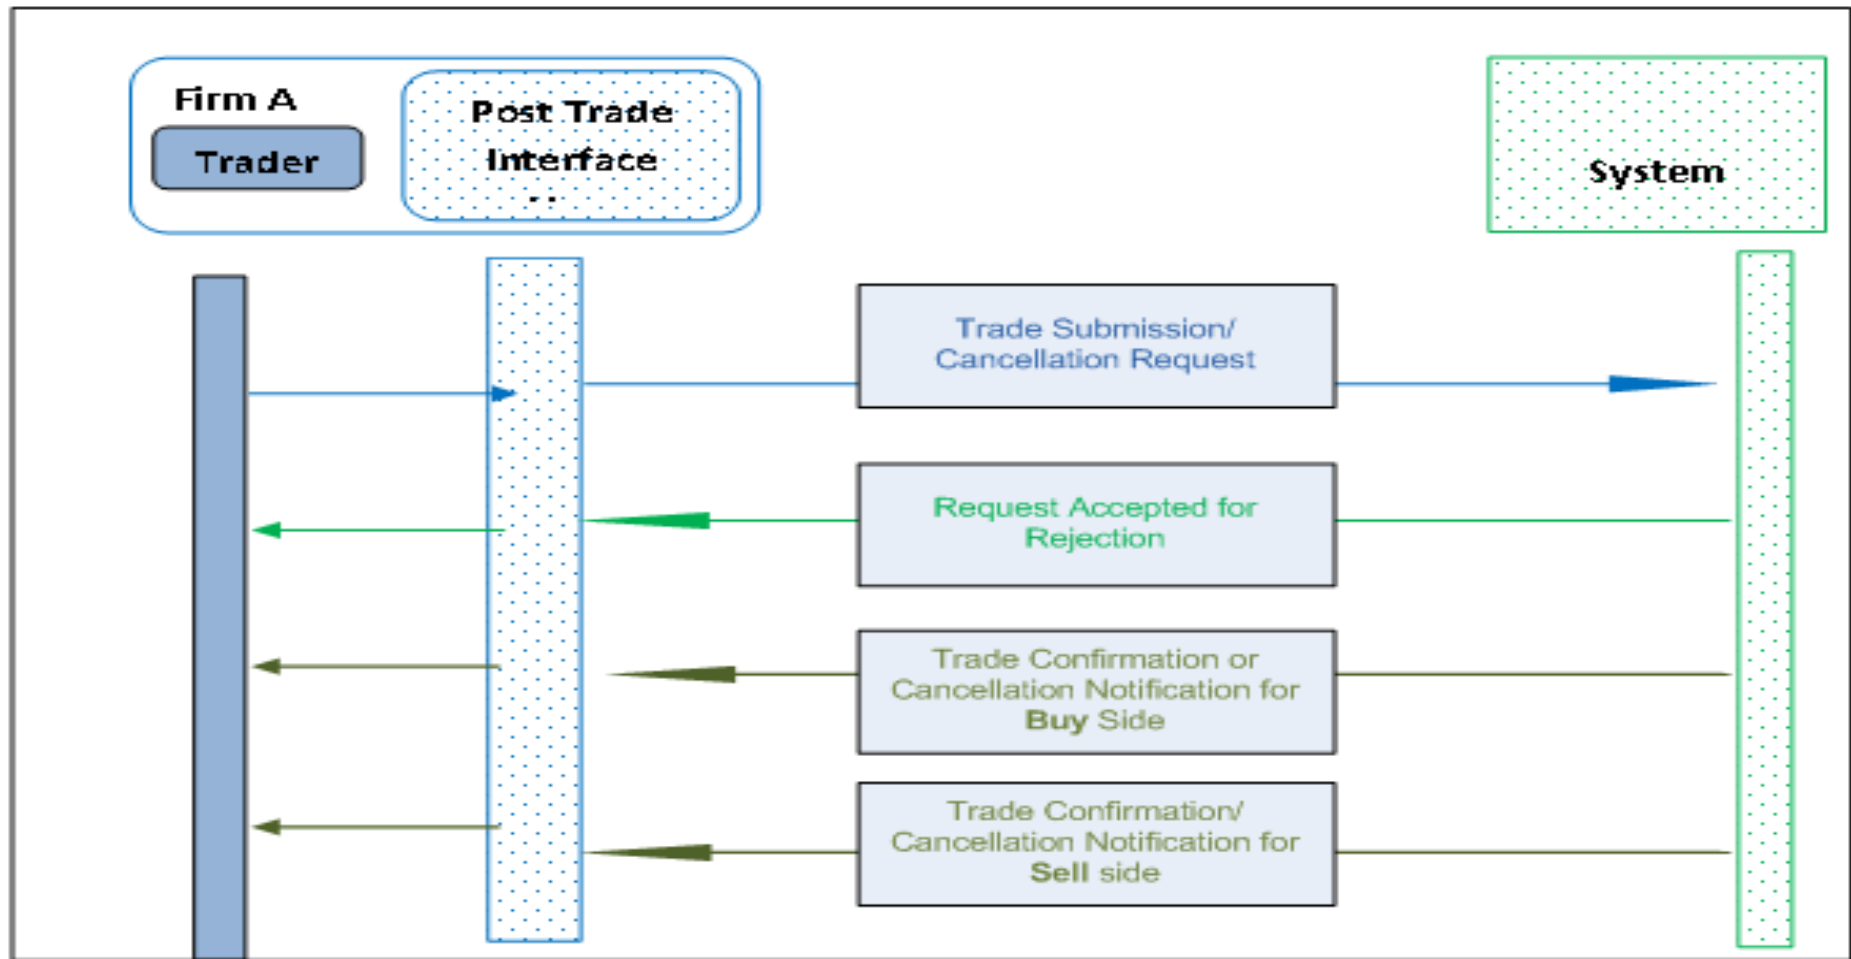 Firm A
Trader
Post Trade
Interface
System
Trade Submission/
Cancellation Request
Request Accepted for
Rejection
Trade Confirmation or
Cancellation Notification for
Buy Side
Trade Confirmation/
Cancellation Notification for
Sell side